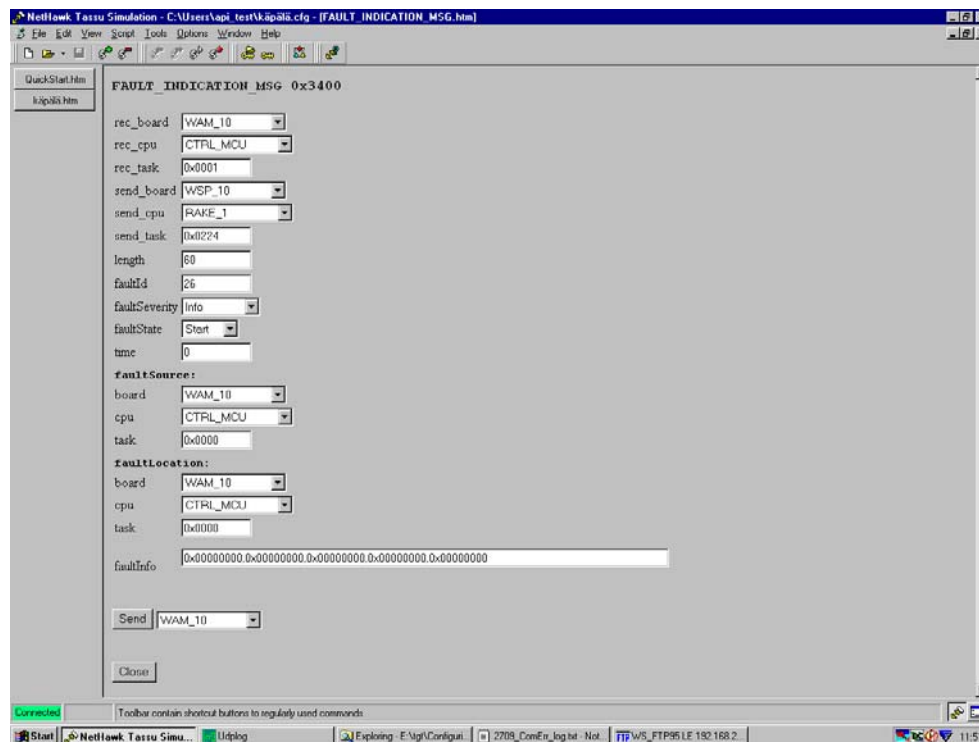 NetHawk Tassu Simulation - C:\Users\api_test\käpälä.cfg - [FAULT_INDICATION_MSG.htm]
File Edit View Script Tools Options Window Help
QuickStart.htm
käpälä.htm
FAULT_INDICATION_MSG 0x3400
rec_board WAM_10
rec_cpu CTRL_MCU
rec_task 0x0001
send_board WSP_10
send_cpu RAKE_1
send_task 0x0224
length 60
faultId 26
faultSeverity Info
faultState Start
time 0
faultSource:
board WAM_10
cpu CTRL_MCU
task 0x0000
faultLocation:
board WAM_10
cpu CTRL_MCU
task 0x0000
faultInfo 0x00000000.0x00000000.0x00000000.0x00000000.0x00000000
Send WAM_10
Close
Connected Toolbar contain shortcut buttons to regularly used commands
Start NetHawk Tassu Simu... Udplog Exploring - E:\lgt\Configuri... 2709_ComErr_log.txt - Not... WS_FTP95 LE 192.168.2...